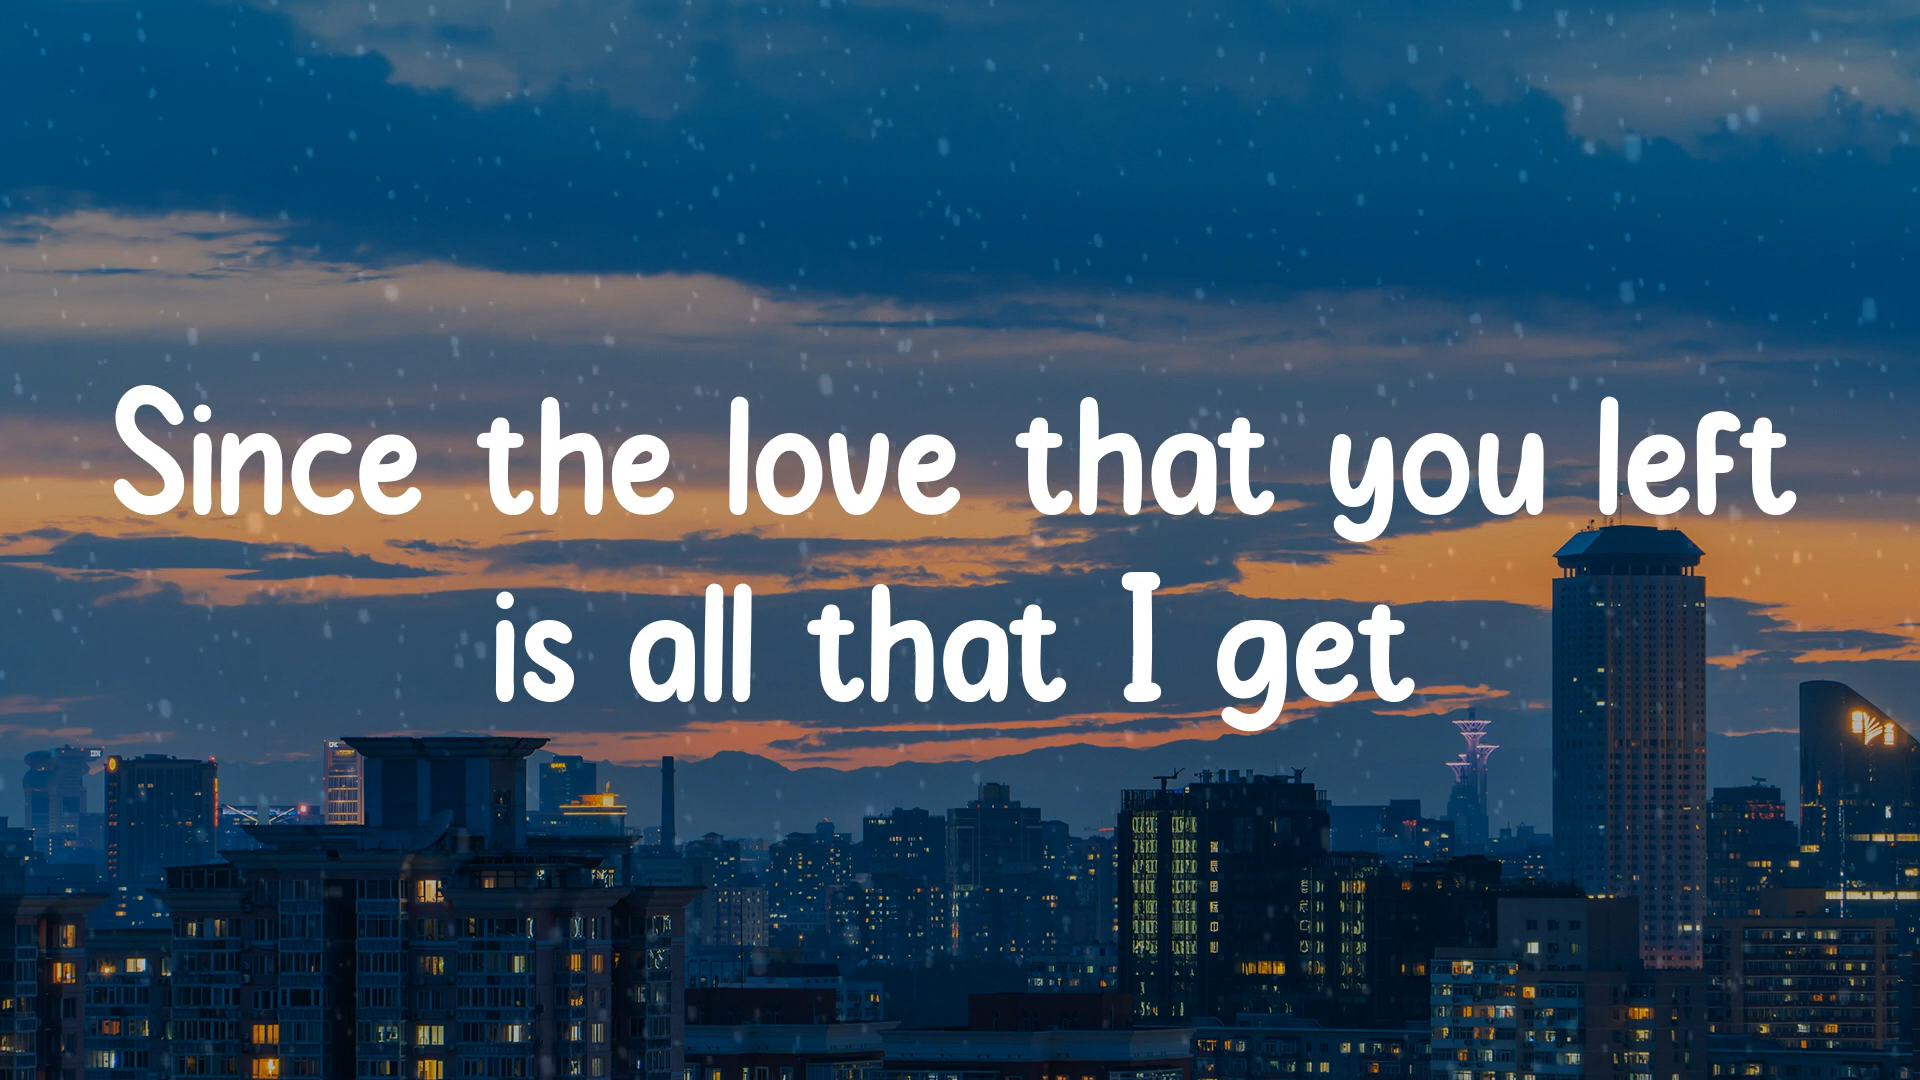 Since the love that you left
is all that I get